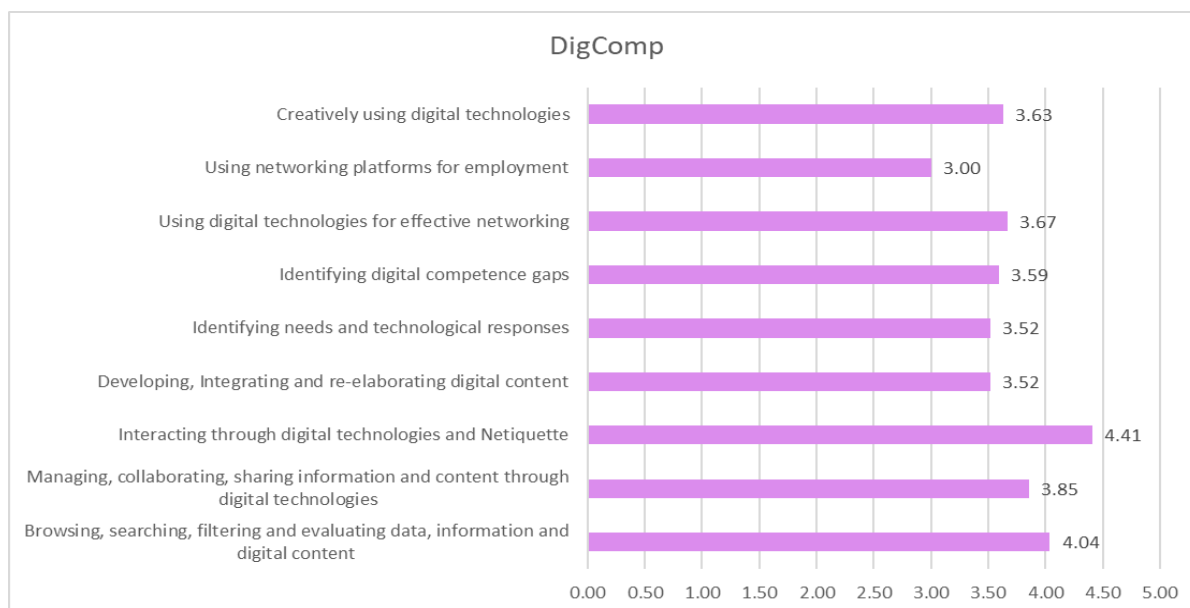 DigComp
Creatively using digital technologies
3.63
Using networking platforms for employment
3.00
Using digital technologies for effective networking
3.67
Identifying digital competence gaps
3.59
Identifying needs and technological responses
3.52
Developing, Integrating and re-elaborating digital content
3.52
Interacting through digital technologies and Netiquette
4.41
Managing, collaborating, sharing information and content through
digital technologies
3.85
Browsing, searching, filtering and evaluating data, information and
digital content
4.04
0.00 0.50 1.00 1.50 2.00 2.50 3.00 3.50 4.00 4.50 5.00